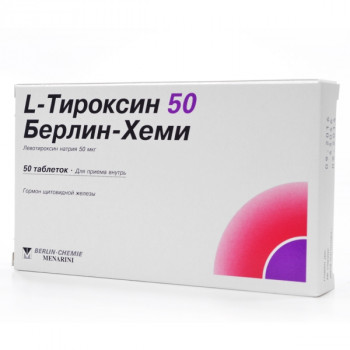 L-Тироксин 50
Берлин-Хеми
Левотироксин натрия 50 мкг
50 таблеток • Для приема внутрь
Гормон щитовидной железы
BERLIN-CHEMIE
MENARINI